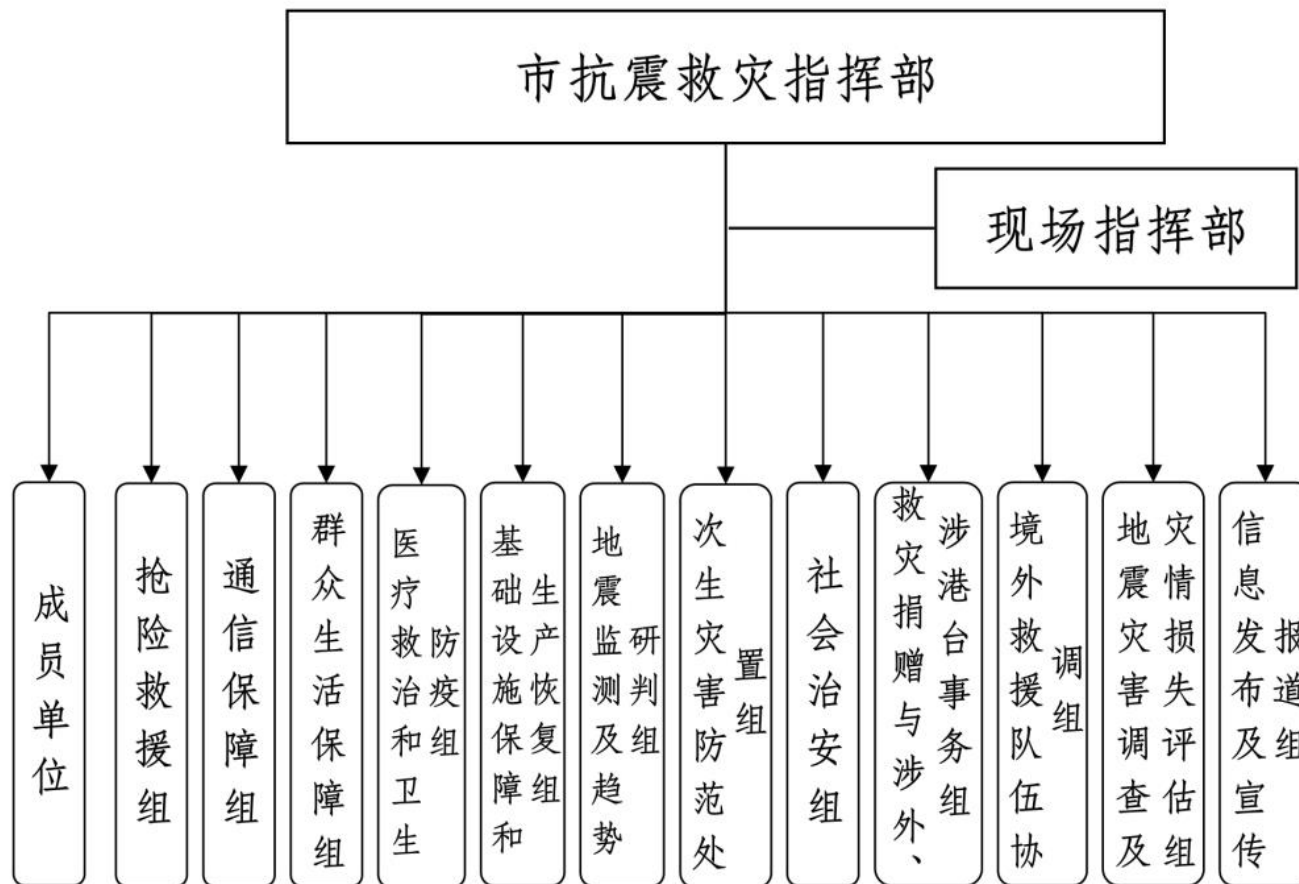 市抗震救灾指挥部
现场指挥部
成员单位
抢险救援组
通信保障组
群众生活保障组
医疗救治和卫生
防疫组
基础设施保障和
生产恢复组
地震监测及趋势
研判组
次生灾害防范处
置组
社会治安组
救灾捐赠与涉外、
涉港台事务组
境外救援队伍协
调组
地震灾害调查及
灾情损失评估组
信息发布及宣传
报道组